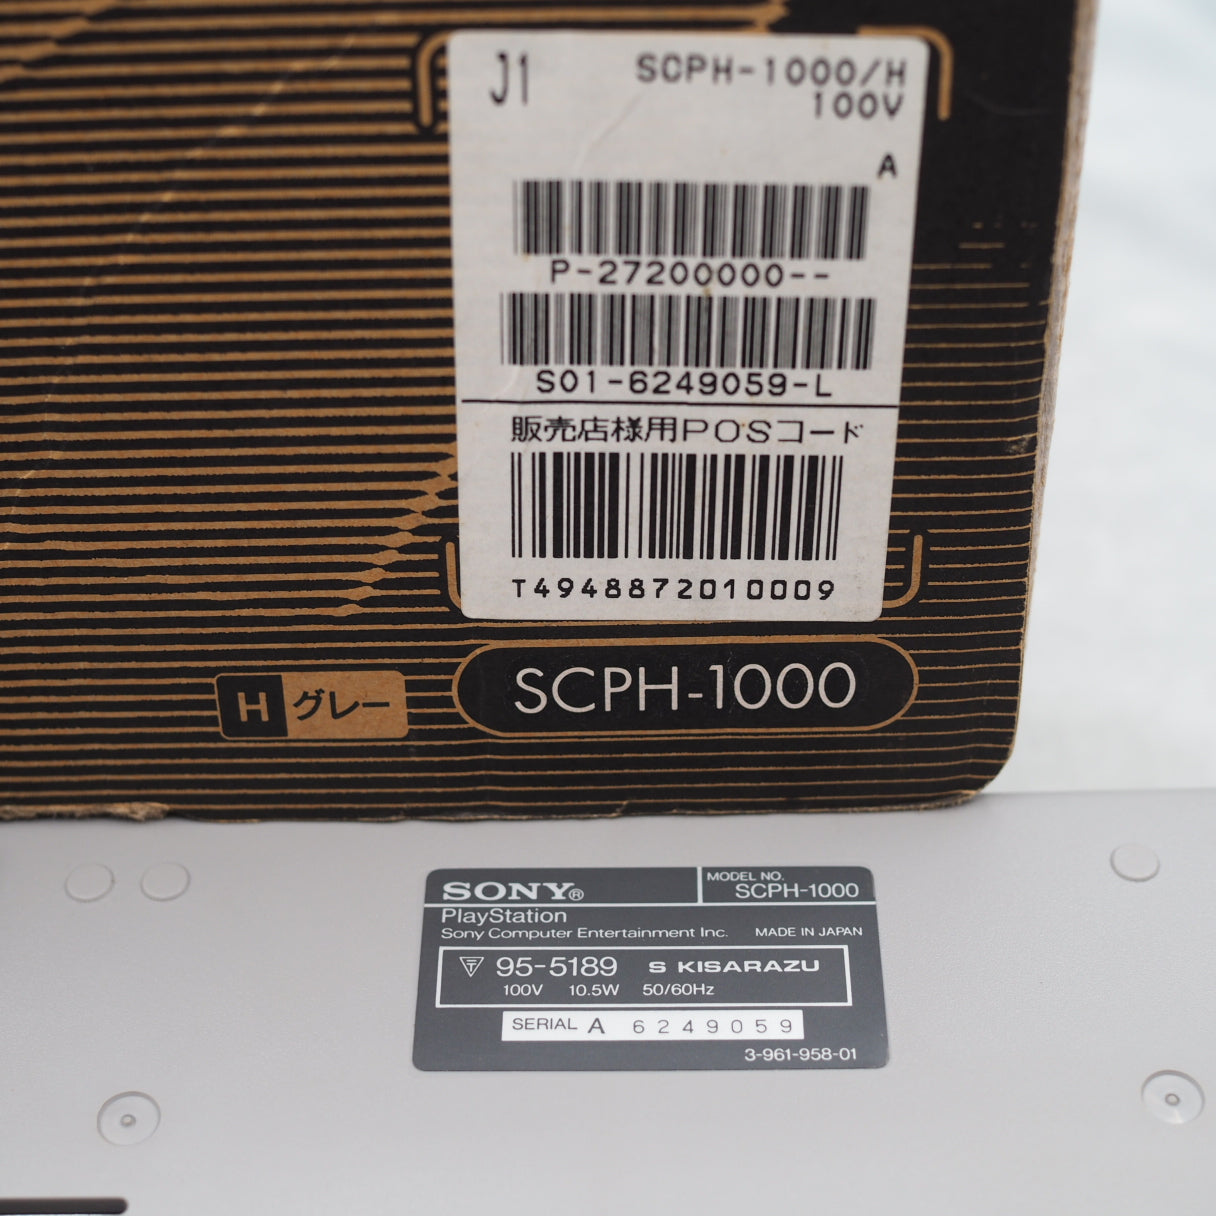 J1 SCPH-1000/H
100V
A
P-27200000--
S01-6249059-L
販売店様用POSコード
T4948872010009
H グレー
SCPH-1000
SONY®
MODEL NO.
SCPH-1000
PlayStation
Sony Computer Entertainment Inc. MADE IN JAPAN
95-5189 S KISARAZU
100V 10.5W 50/60Hz
SERIAL A 6249059
3-961-958-01